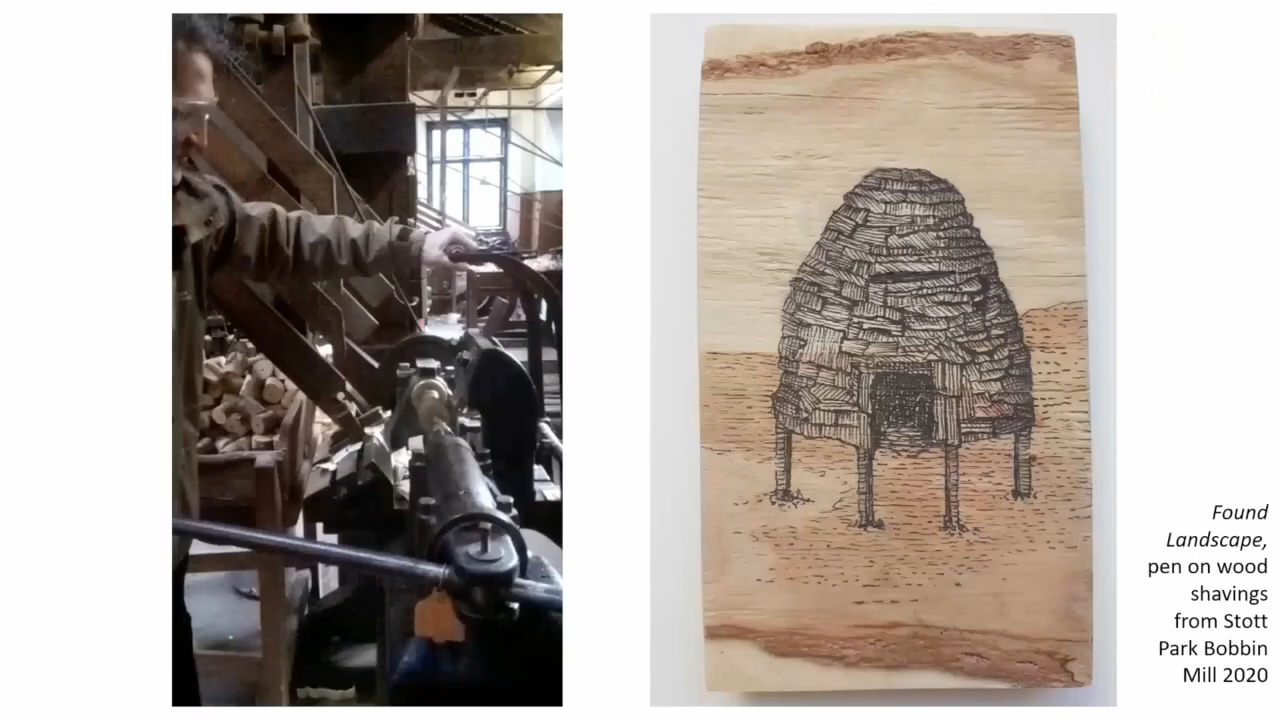 Found
Landscape,
pen on wood
shavings
from Stott
Park Bobbin
Mill 2020